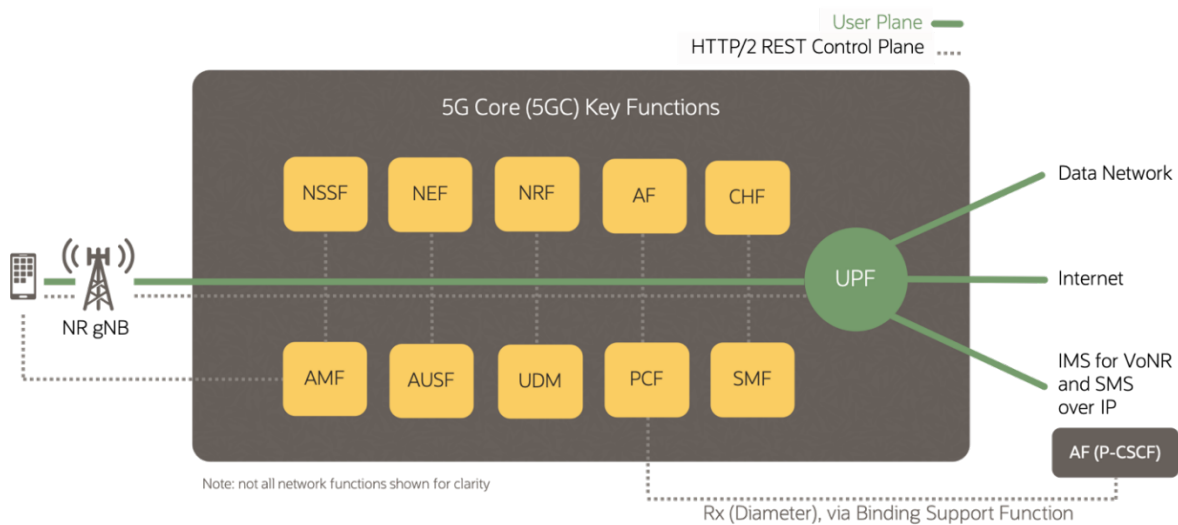 User Plane
HTTP/2 REST Control Plane
5G Core (5GC) Key Functions
NSSF
NEF
NRF
AF
CHF
Data Network
UPF
Internet
NR gNB
IMS for VoNR
and SMS
over IP
AMF
AUSF
UDM
PCF
SMF
AF (P-CSCF)
Note: not all network functions shown for clarity
Rx (Diameter), via Binding Support Function